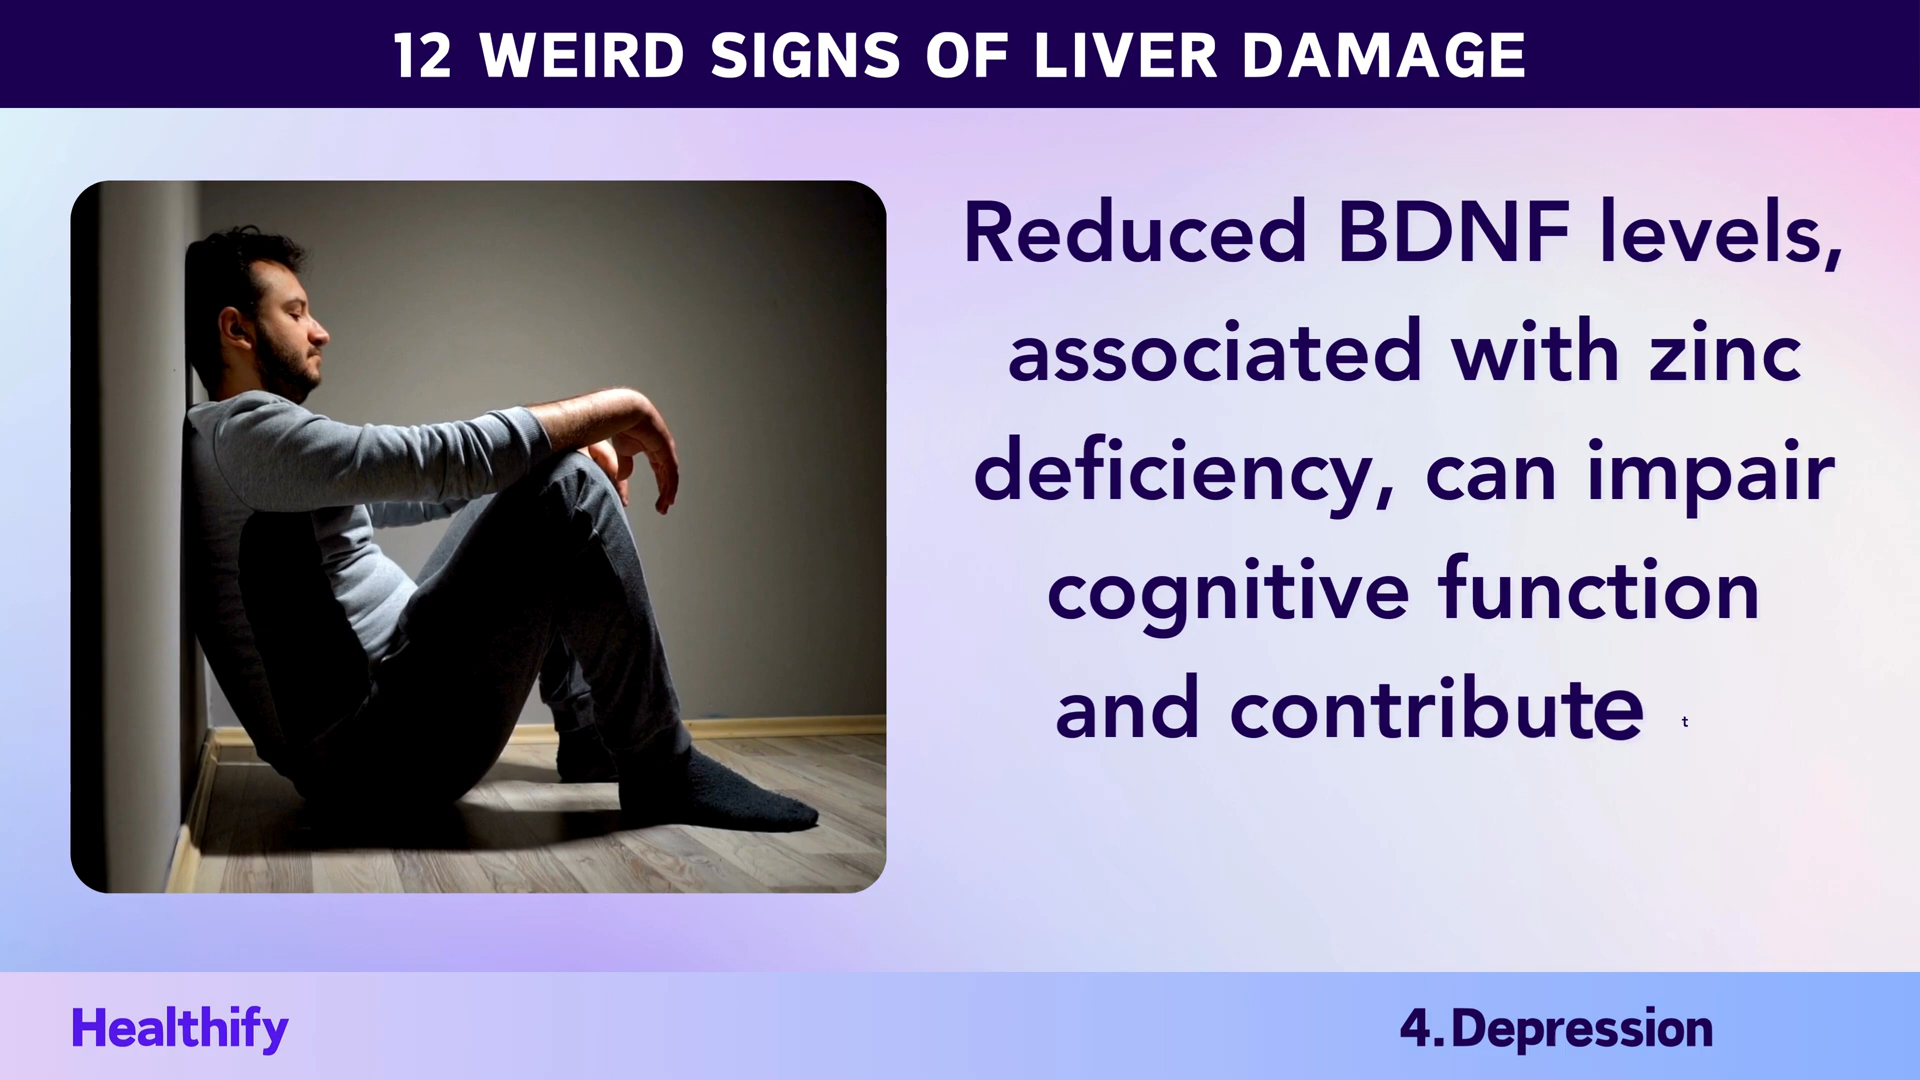 12 WEIRD SIGNS OF LIVER DAMAGE
Reduced BDNF levels,
associated with zinc
deficiency, can impair
cognitive function
and contribute t
Healthify
4. Depression